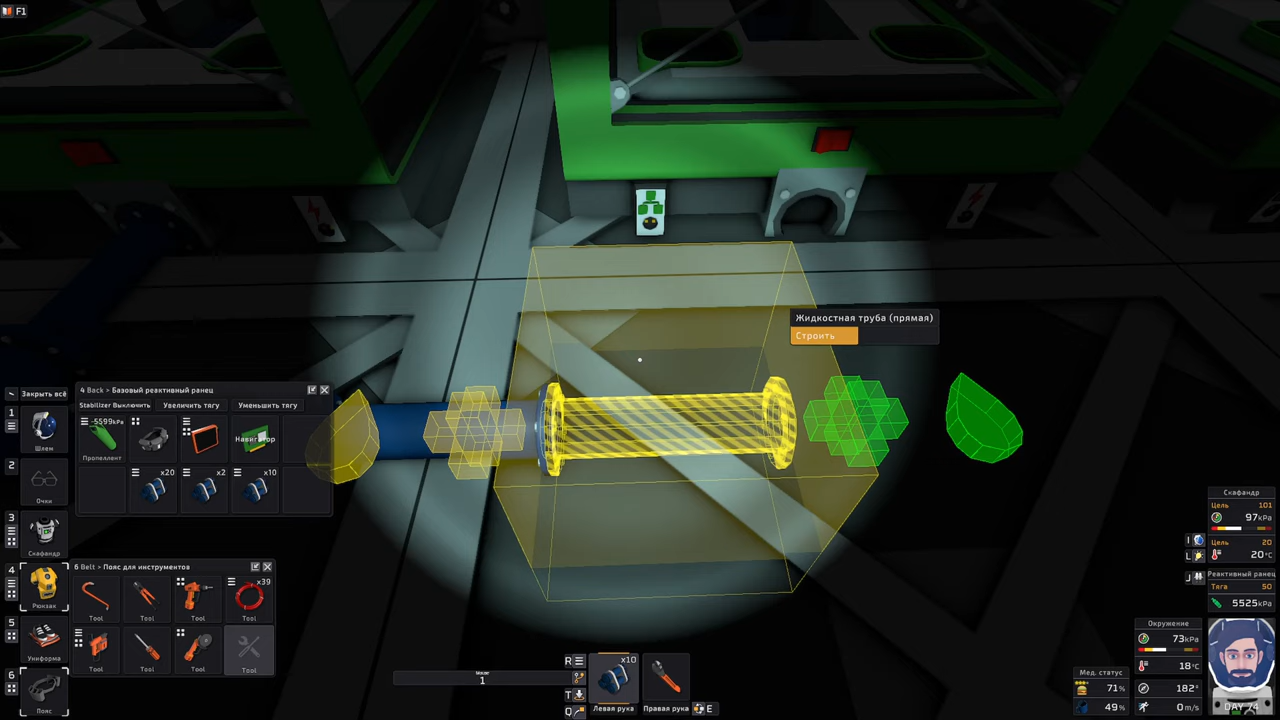 F1
Жидкостная труба (прямая)
Строить
Закрыть всё
1
Шлем
2
Очки
3
Скафандр
4
Рюкзак
5
Униформа
6
Пояс
4 Back > Базовый реактивный ранец
Stabilizer Выключить
Увеличить тягу
Уменьшить тягу
-5599kPa
Пропеллент
Навигатор
x20
x2
x10
6 Belt > Пояс для инструментов
x39
Tool
Tool
Tool
Tool
Tool
Tool
Tool
Tool
1
R
T
Q
x10
Левая рука
Правая рука
E
Скафандр
Цель 101
97kPa
Цель 20
20°C
I
L
J
Реактивный ранец
Тяга 50
5525kPa
Окружение
73kPa
18°C
182°
0m/s
Мед. статус
71%
49%
DAY 74